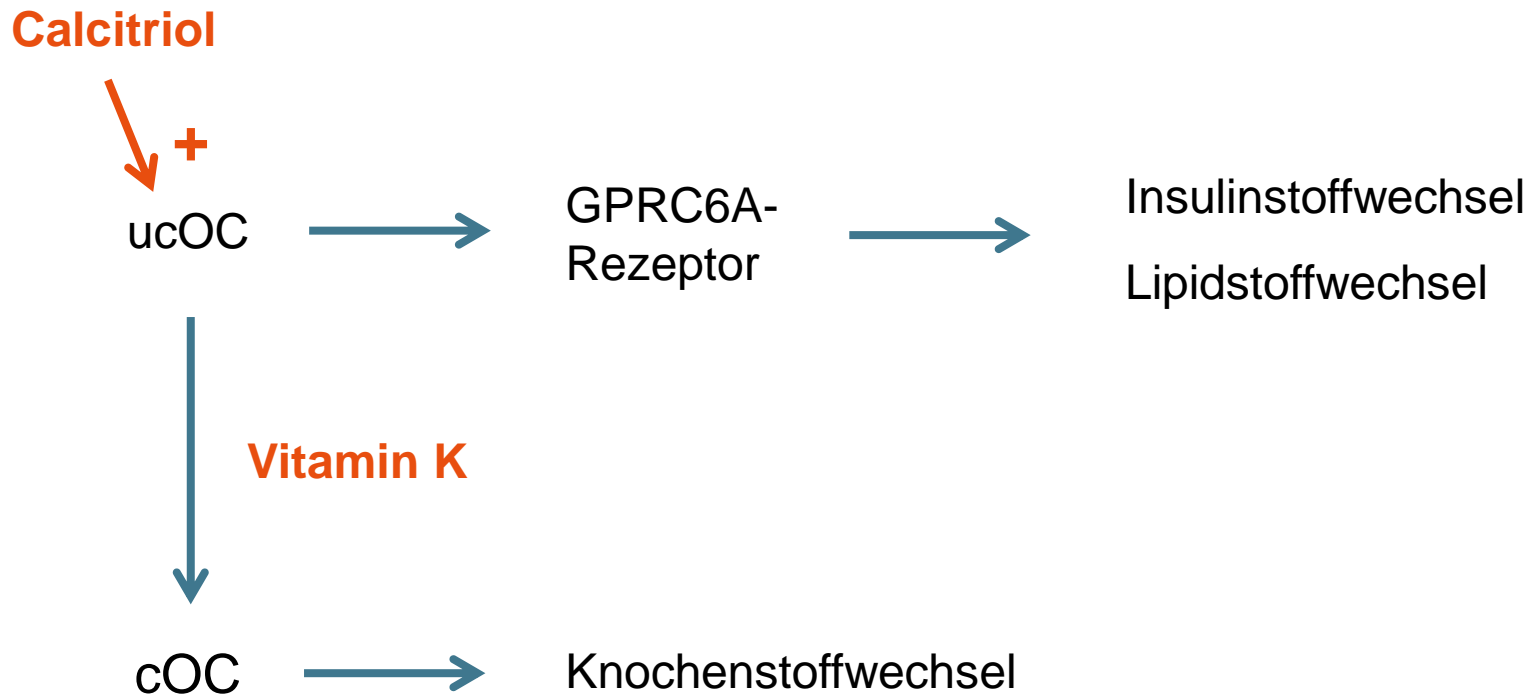 Calcitriol
+
ucOC
GPRC6A-
Rezeptor
Insulinstoffwechsel
Lipidstoffwechsel
Vitamin K
cOC
Knochenstoffwechsel